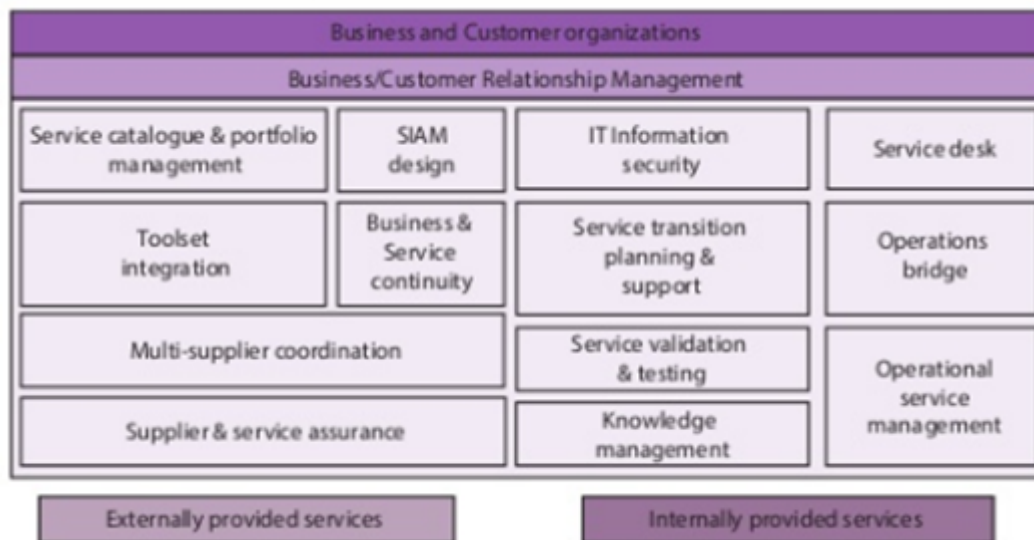 Business and Customer organizations
Business/Customer Relationship Management
Service catalogue & portfolio
management
SIAM
design
IT Information
security
Service desk
Toolset
integration
Business &
Service
continuity
Service transition
planning &
support
Operations
bridge
Multi-supplier coordination
Service validation
& testing
Operational
service
management
Supplier & service assurance
Knowledge
management
Externally provided services
Internally provided services